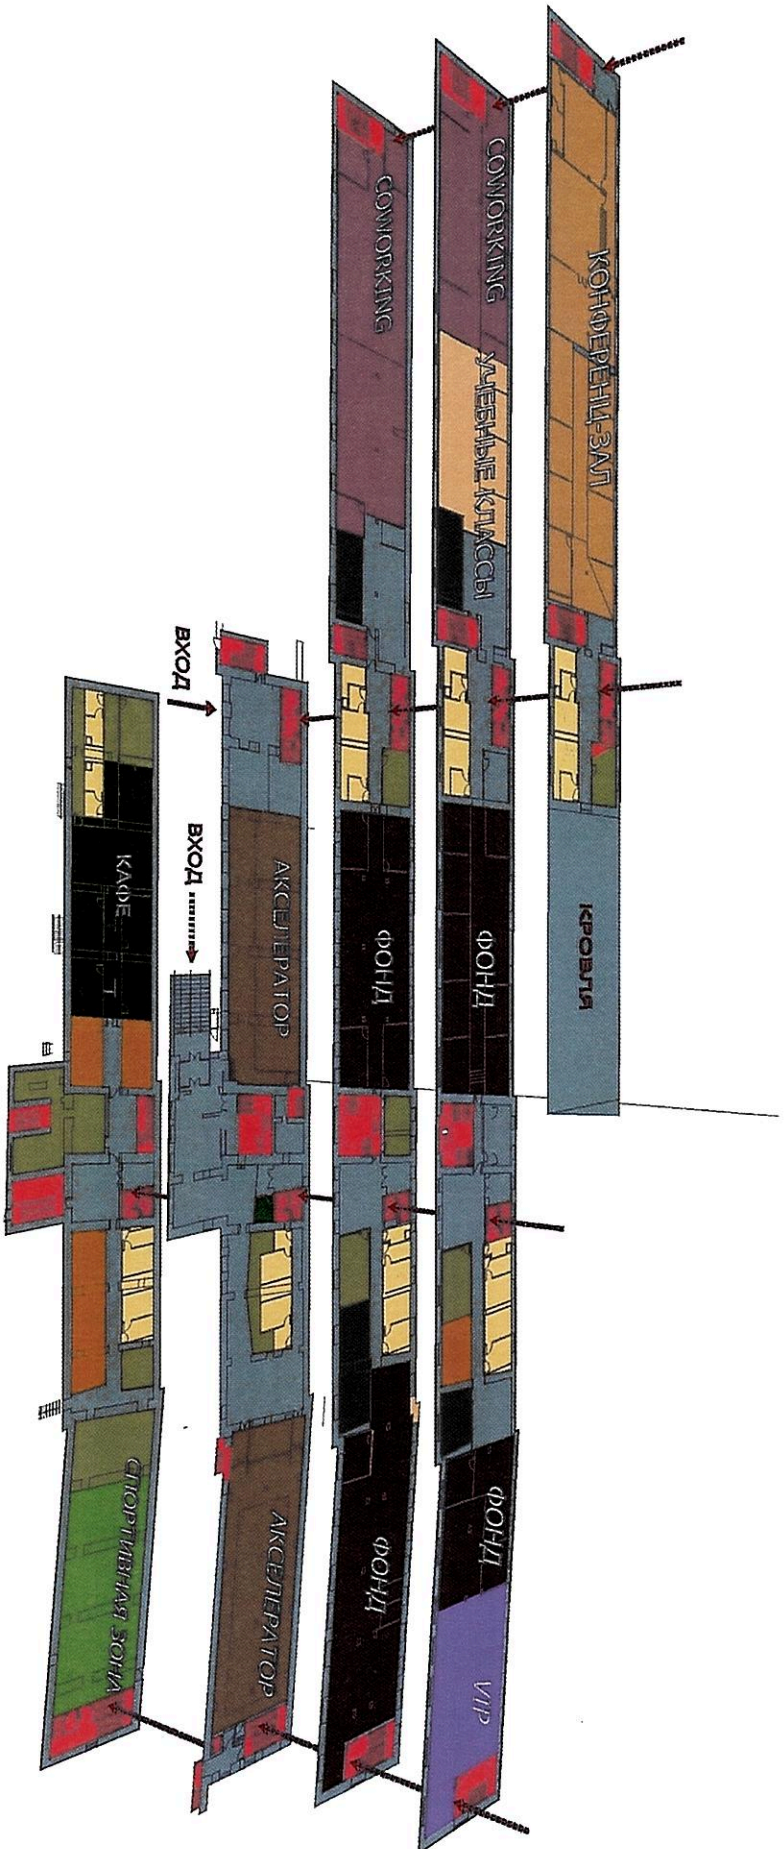 КОНФЕРЕНЦ-ЗАЛ
КРОВЛЯ
COWORKING
УЧЕБНЫЕ КЛАССЫ
ФОНД
ФОНД
VIP
COWORKING
ФОНД
ФОНД
ВХОД
АКСЕЛЕРАТОР
АКСЕЛЕРАТОР
ВХОД
КАФЕ
СПОРТИВНАЯ ЗОНА